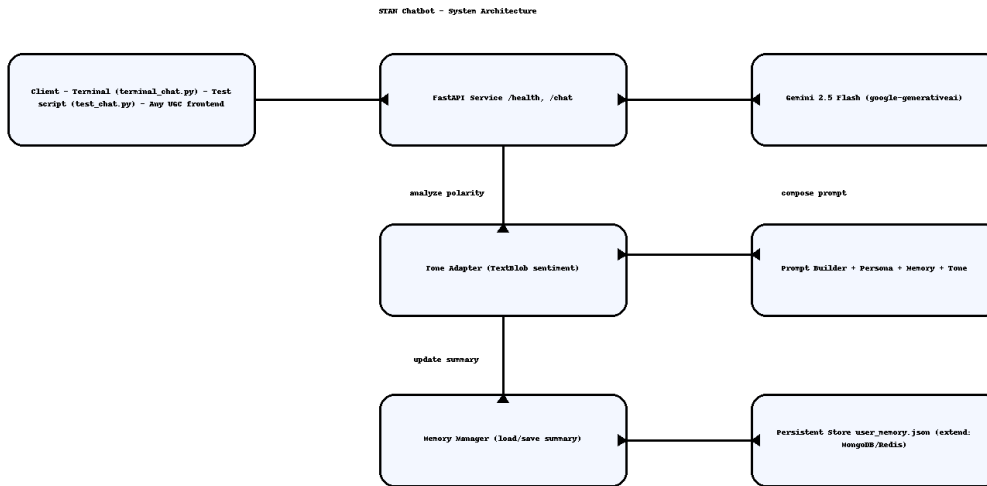 STAN Chatbot - System Architecture
Client - Terminal (terminal_chat.py) - Test
script (test_chat.py) - Any UGC frontend
FastAPI Service /health, /chat
Gemini 2.5 Flash (google-generativeai)
analyze polarity
compose prompt
Tone Adapter (TextBlob sentiment)
Prompt Builder + Persona + Memory + Tone
update summary
Memory Manager (load/save summary)
Persistent Store user_memory.json (extend:
MongoDB/Redis)